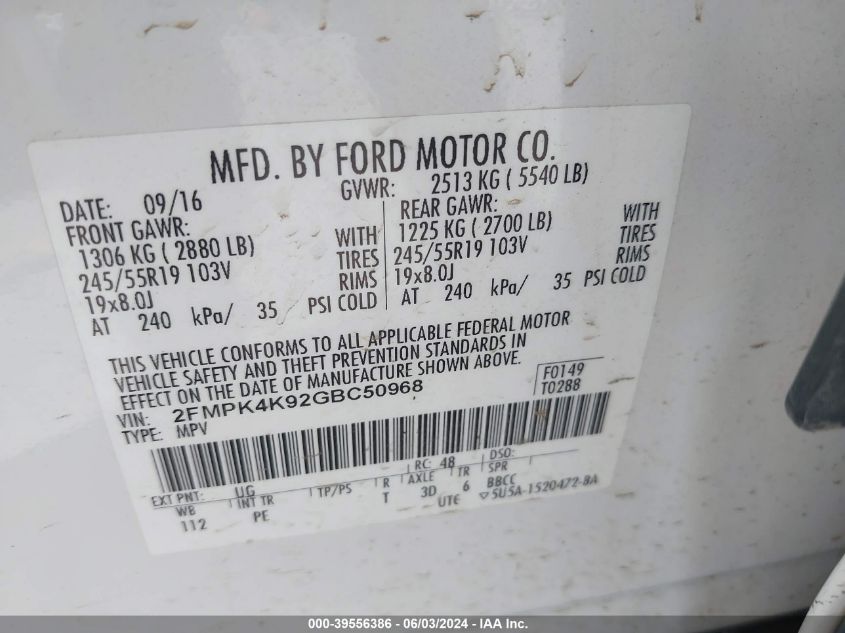 MFD. BY FORD MOTOR CO.
DATE: 09/16 GVWR: 2513 KG ( 5540 LB)
FRONT GAWR: REAR GAWR:
1306 KG ( 2880 LB) WITH 1225 KG ( 2700 LB) WITH
245/55R19 103V TIRES 245/55R19 103V TIRES
19x8.0J RIMS 19x8.0J RIMS
AT 240 kPa/ 35 PSI COLD AT 240 kPa/ 35 PSI COLD
THIS VEHICLE CONFORMS TO ALL APPLICABLE FEDERAL MOTOR
VEHICLE SAFETY AND THEFT PREVENTION STANDARDS IN
EFFECT ON THE DATE OF MANUFACTURE SHOWN ABOVE.
F0149
T0288
VIN: 2FMPK4K92GBC50968
TYPE: MPV
RC: 48 DSO:
EXT PNT: UG TP/PS R AXLE TR SPR
WB INT TR T 3D 6 BBCC
112 PE UTE ▽5U5A-1520472-BA
000-39556386 | 06/03/2024 | IAA Inc.